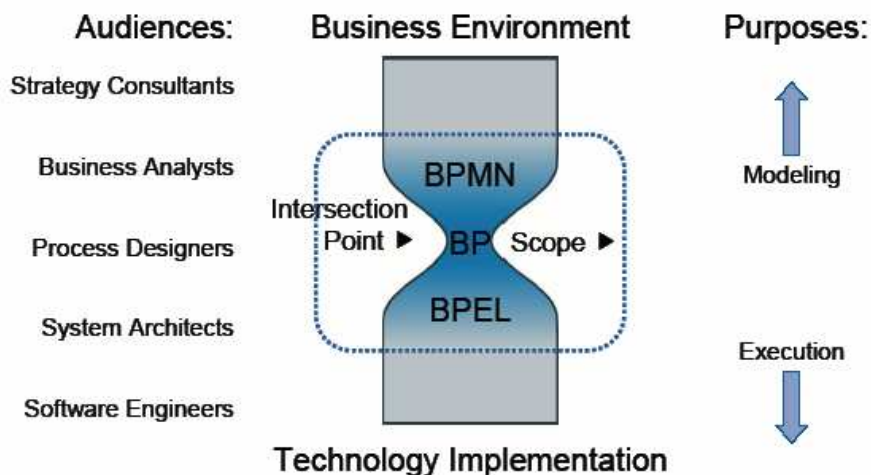 Audiences:
Business Environment
Purposes:
Strategy Consultants
Business Analysts
Process Designers
System Architects
Software Engineers
BPMN
Intersection
Point ►
BP
Scope ►
BPEL
Modeling
Execution
Technology Implementation